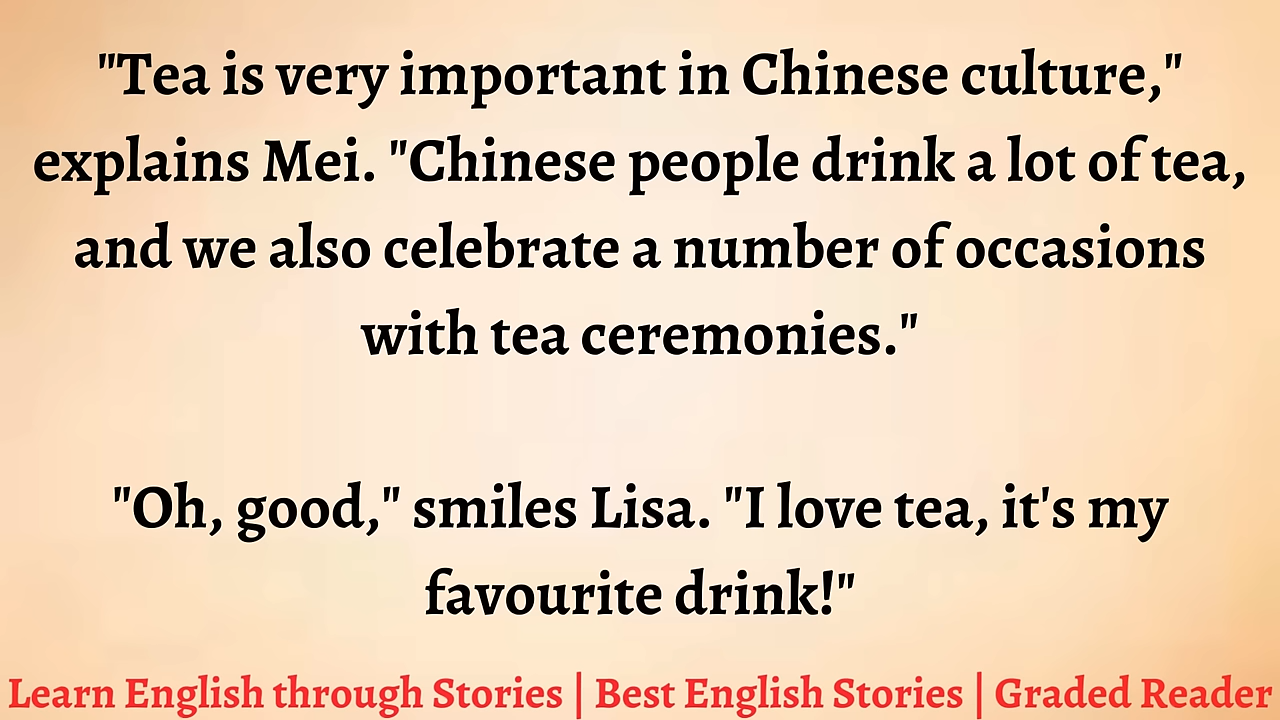 "Tea is very important in Chinese culture,"
explains Mei. "Chinese people drink a lot of tea,
and we also celebrate a number of occasions
with tea ceremonies."
"Oh, good," smiles Lisa. "I love tea, it's my
favourite drink!"
Learn English through Stories | Best English Stories | Graded Reader